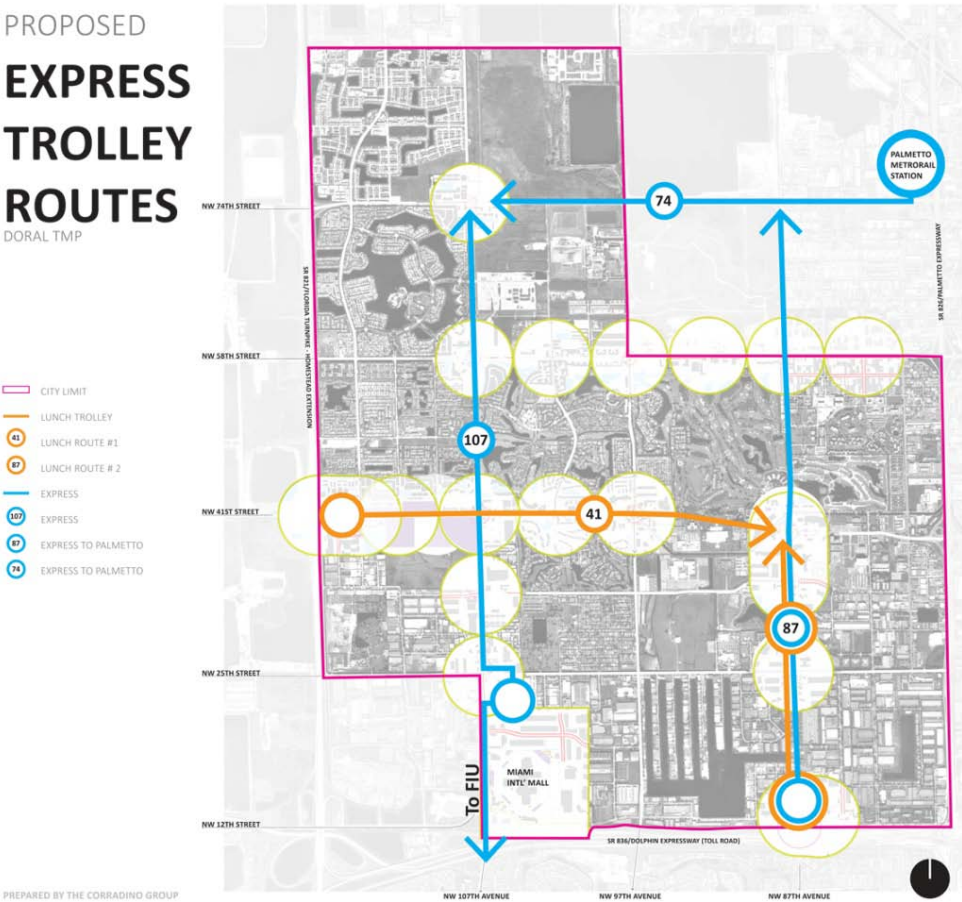 PROPOSED
EXPRESS
TROLLEY
ROUTES
DORAL TMP
CITY LIMIT
LUNCH TROLLEY
41 LUNCH ROUTE #1
87 LUNCH ROUTE # 2
EXPRESS
107 EXPRESS
87 EXPRESS TO PALMETTO
74 EXPRESS TO PALMETTO
PREPARED BY THE CORRADINO GROUP
NW 74TH STREET
NW 58TH STREET
NW 41ST STREET
NW 25TH STREET
NW 12TH STREET
SR 821/FLORIDA TURNPIKE - HOMESTEAD EXTENSION
PALMETTO
METRORAIL
STATION
74
SR 826/PALMETTO EXPRESSWAY
107
41
87
To FIU
MIAMI
INTL' MALL
SR 836/DOLPHIN EXPRESSWAY (TOLL ROAD)
NW 107TH AVENUE
NW 97TH AVENUE
NW 87TH AVENUE